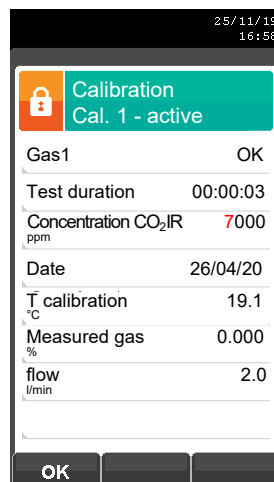 25/11/19
16:58
Calibration
Cal. 1 - active
Gas1 OK
Test duration 00:00:03
Concentration CO₂IR 7000
ppm
Date 26/04/20
T calibration 19.1
°C
Measured gas 0.000
%
flow 2.0
l/min
OK